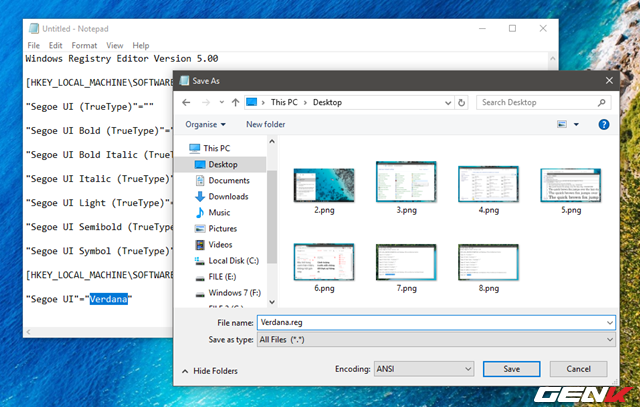 Untitled - Notepad
File Edit Format View Help
Windows Registry Editor Version 5.00
[HKEY_LOCAL_MACHINE\SOFTWARE
"Segoe UI (TrueType)"=""
"Segoe UI Bold (TrueType)"="
"Segoe UI Bold Italic (True
"Segoe UI Italic (TrueType)
"Segoe UI Light (TrueType)"=
"Segoe UI Semibold (TrueType
"Segoe UI Symbol (TrueType)
[HKEY_LOCAL_MACHINE\SOFTWARE
"Segoe UI"="Verdana"
Save As
This PC > Desktop
Search Desktop
Organise New folder
This PC
Desktop
Documents
Downloads
Music
Pictures
Videos
Local Disk (C:)
FILE (E:)
Windows 7 (F:)
2.png 3.png 4.png 5.png
6.png 7.png 8.png
File name: Verdana.reg
Save as type: All Files (*.*)
Hide Folders
Encoding: ANSI
Save Cancel
GENK